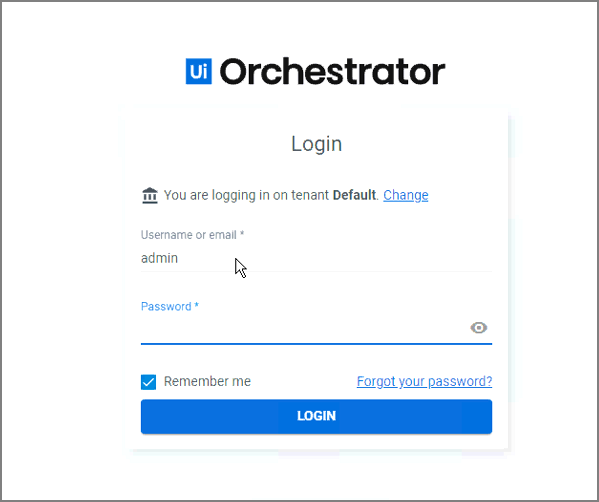 Ui Orchestrator
Login
You are logging in on tenant Default. Change
Username or email *
admin
Password *
Remember me Forgot your password?
LOGIN